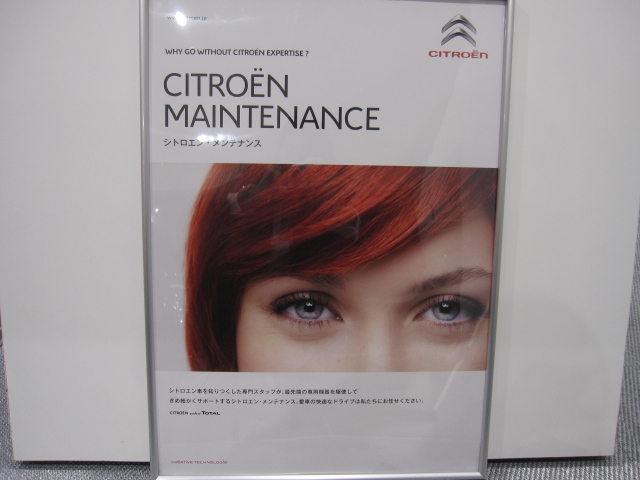 CITROËN
WHY GO WITHOUT CITROËN EXPERTISE ?
CITROËN
MAINTENANCE
シトロエン・メンテナンス
シトロエン車を知りつくした専門スタッフが、最先端の専用機器を駆使して
きめ細かくサポートするシトロエン・メンテナンス。愛車の快適なドライブは私たちにお任せください。
CITROËN prefers TOTAL
CRÉATIVE TECHNOLOGIE